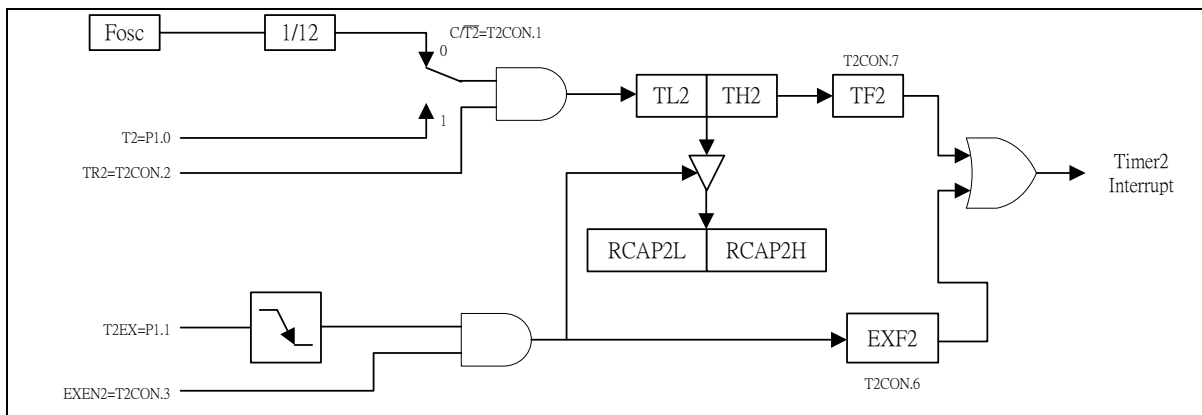 Fosc
1/12
C/T2=T2CON.1
0
1
T2=P1.0
TR2=T2CON.2
TL2
TH2
T2CON.7
TF2
Timer2
Interrupt
RCAP2L
RCAP2H
T2EX=P1.1
EXEN2=T2CON.3
EXF2
T2CON.6